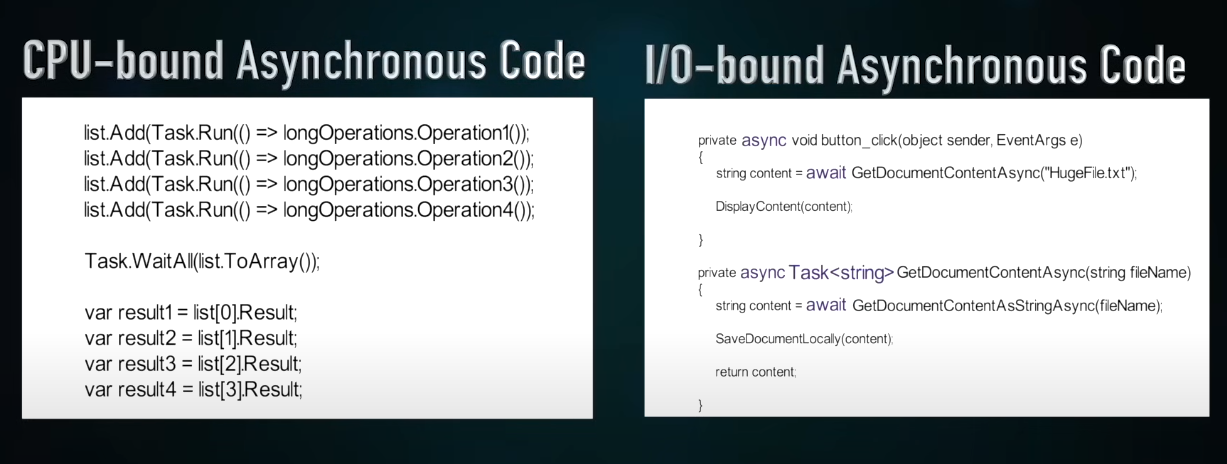 CPU-bound Asynchronous Code
list.Add(Task.Run(() => longOperations.Operation1());
list.Add(Task.Run(() => longOperations.Operation2());
list.Add(Task.Run(() => longOperations.Operation3());
list.Add(Task.Run(() => longOperations.Operation4());
Task.WaitAll(list.ToArray());
var result1 = list[0].Result;
var result2 = list[1].Result;
var result3 = list[2].Result;
var result4 = list[3].Result;
I/O-bound Asynchronous Code
private async void button_click(object sender, EventArgs e)
{
string content = await GetDocumentContentAsync("HugeFile.txt");
DisplayContent(content);
}
private async Task<string> GetDocumentContentAsync(string fileName)
{
string content = await GetDocumentContentAsStringAsync(fileName);
SaveDocumentLocally(content);
return content;
}